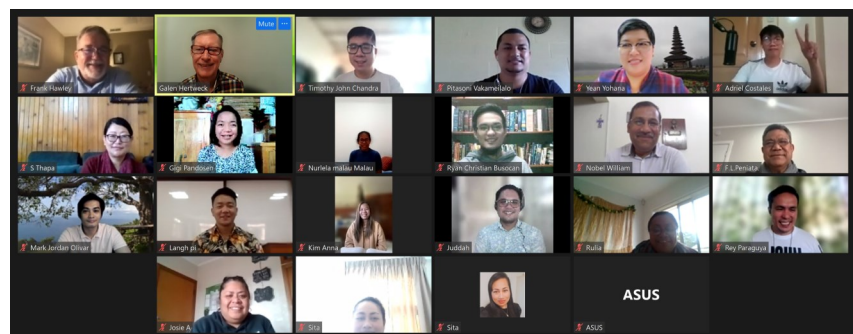 Mute ...
Frank Hawley
Galen Hertweck
Timothy John Chandra
Pitasoni Vakameilalo
Yean Yohana
Adriel Costales
S Thapa
Gigi Pandosen
Nurlela malau Malau
Ryan Christian Busocan
Nobel William
F L Peniata
Mark Jordan Olivar
Langh pi
Kim Anna
Juddah
Rulia
Rey Paraguya
Josie A
Sita
Sita
ASUS
ASUS